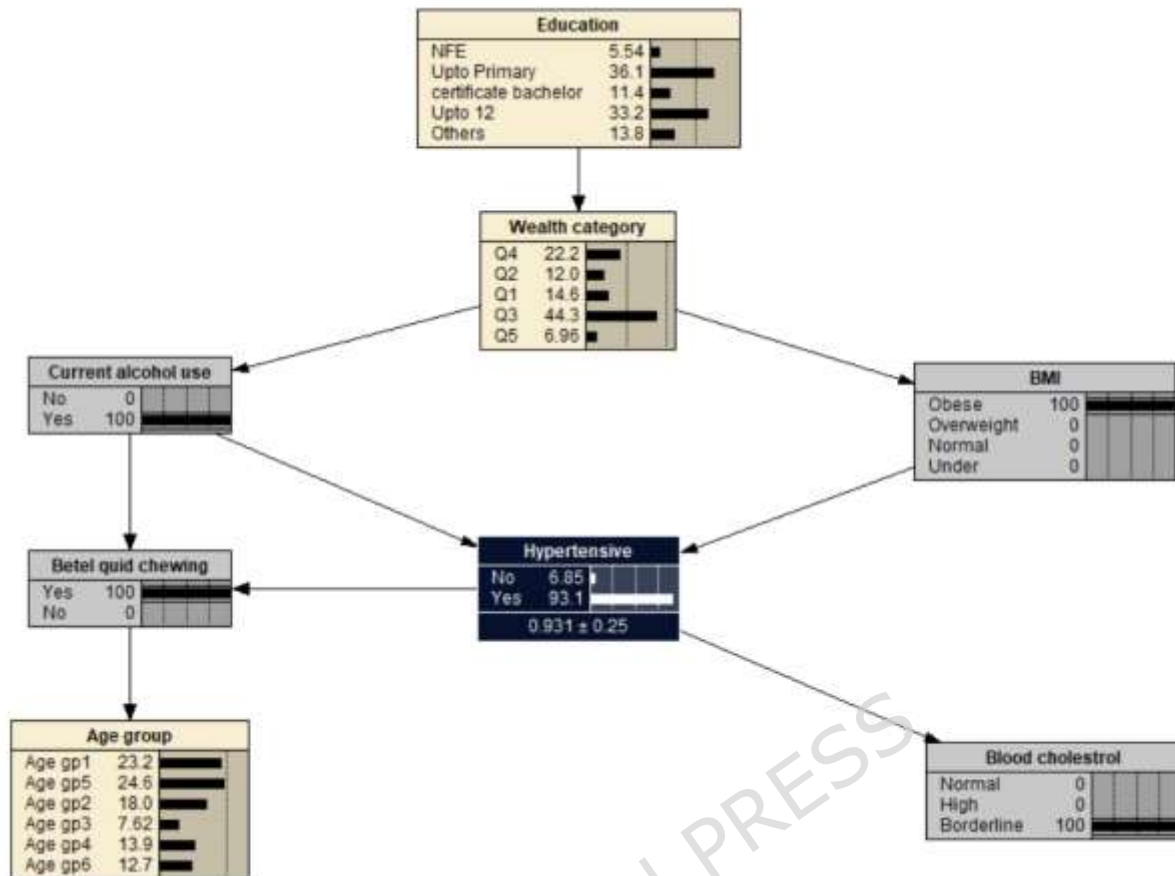 Education
NFE 5.54
Upto Primary 36.1
certificate bachelor 11.4
Upto 12 33.2
Others 13.8
Wealth category
Q4 22.2
Q2 12.0
Q1 14.6
Q3 44.3
Q5 6.96
Current alcohol use
No 0
Yes 100
BMI
Obese 100
Overweight 0
Normal 0
Under 0
Betel quid chewing
Yes 100
No 0
Hypertensive
No 6.85
Yes 93.1
0.931 ± 0.25
Age group
Age gp1 23.2
Age gp5 24.6
Age gp2 18.0
Age gp3 7.62
Age gp4 13.9
Age gp6 12.7
Blood cholestrol
Normal 0
High 0
Borderline 100
PRESS